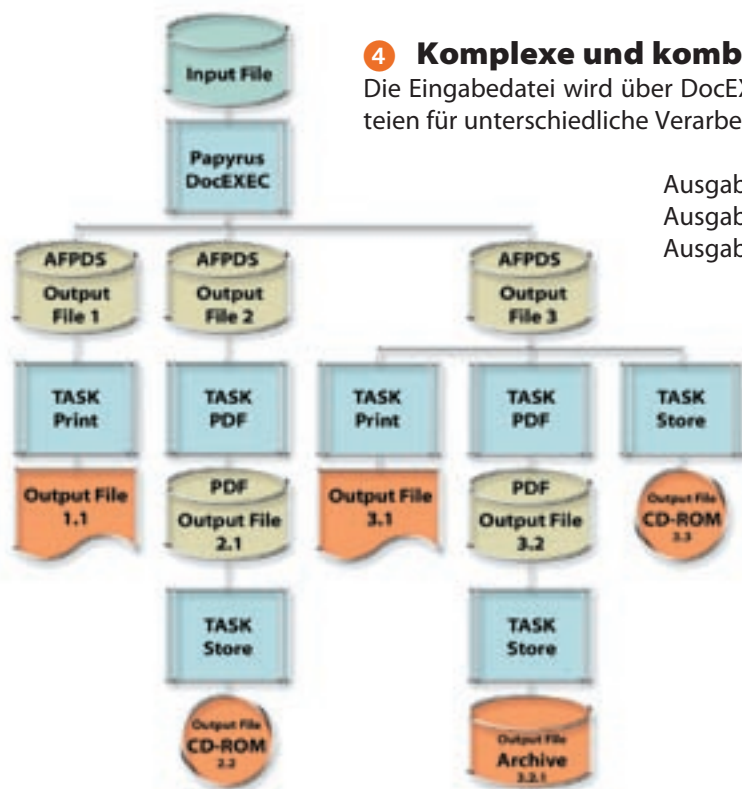 Input File
4 Komplexe und komb
Die Eingabedatei wird über DocEX
teien für unterschiedliche Verarbe
Ausgab
Ausgab
Ausgab
Papyrus
DocEXEC
AFPDS
Output
File 1
AFPDS
Output
File 2
AFPDS
Output
File 3
TASK
Print
TASK
PDF
TASK
Print
TASK
PDF
TASK
Store
Output File
1.1
PDF
Output File
2.1
Output File
3.1
PDF
Output File
3.2
Output File
CD-ROM
3.3
TASK
Store
TASK
Store
Output File
CD-ROM
2.2
Output File
Archive
3.2.1